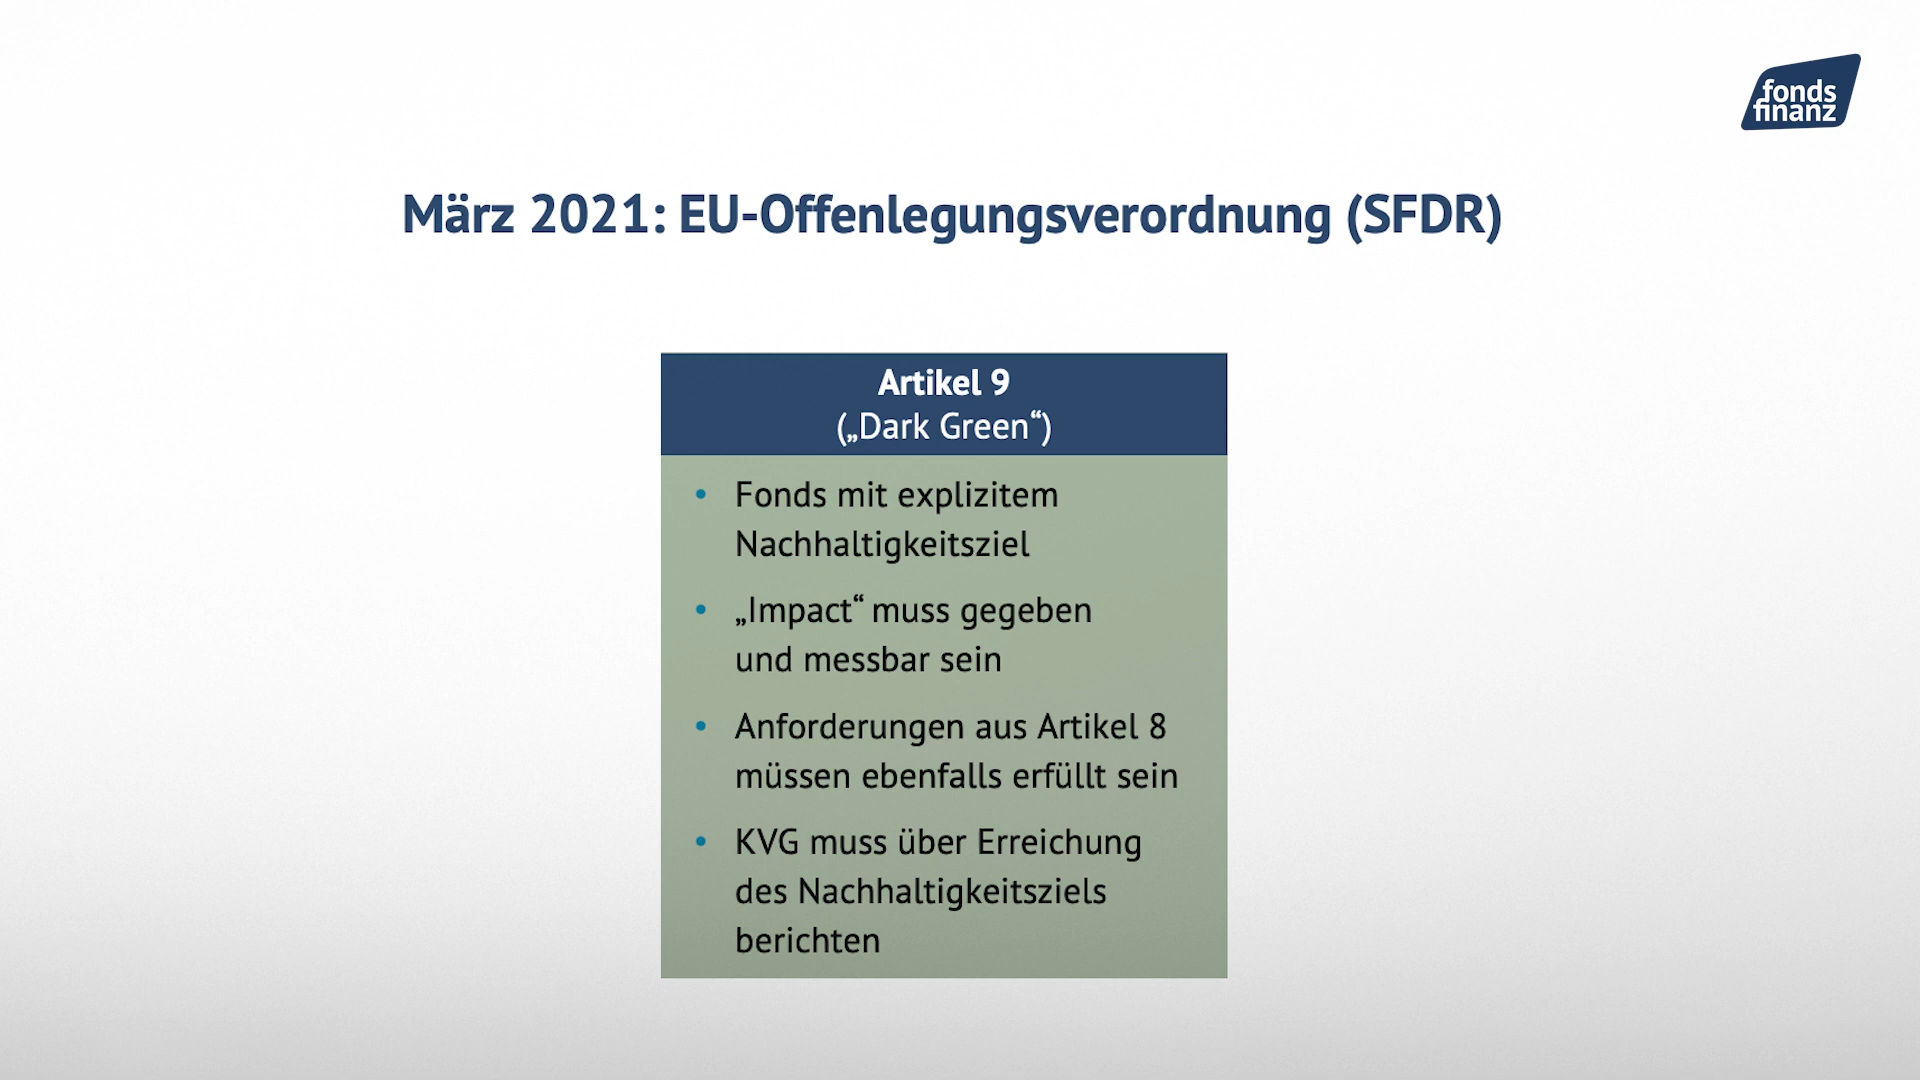 fonds
finanz
März 2021: EU-Offenlegungsverordnung (SFDR)
Artikel 9
(„Dark Green“)
• Fonds mit explizitem
Nachhaltigkeitsziel
• „Impact“ muss gegeben
und messbar sein
• Anforderungen aus Artikel 8
müssen ebenfalls erfüllt sein
• KVG muss über Erreichung
des Nachhaltigkeitsziels
berichten